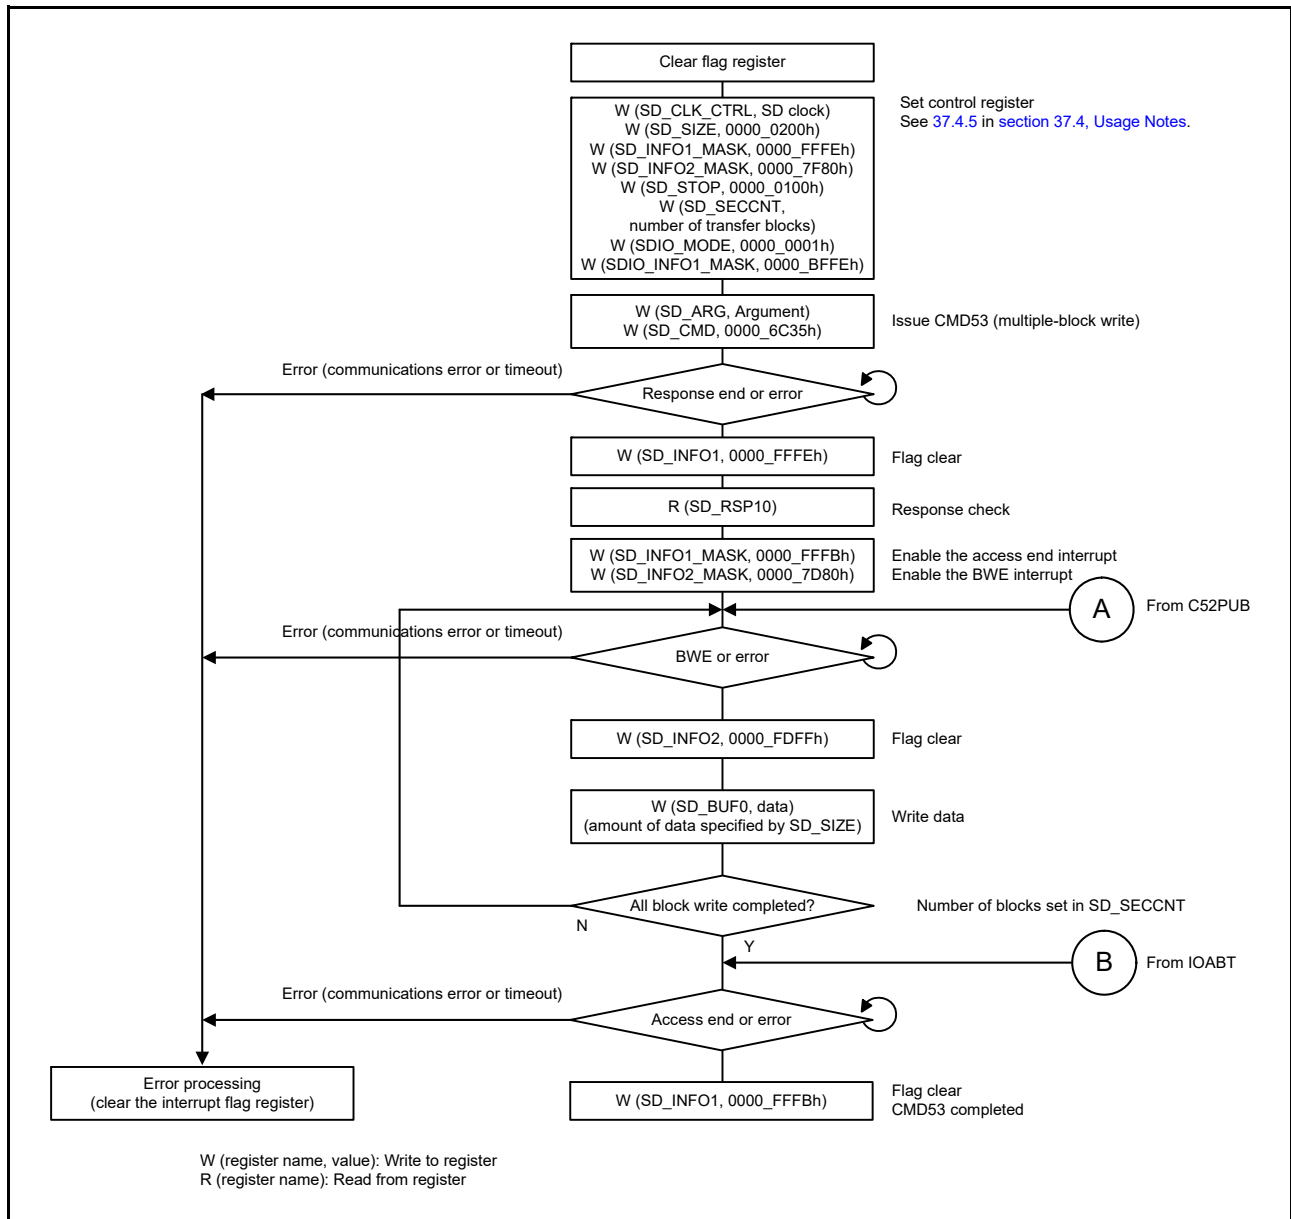 Clear flag register
W (SD_CLK_CTRL, SD clock)
W (SD_SIZE, 0000_0200h)
W (SD_INFO1_MASK, 0000_FFFEh)
W (SD_INFO2_MASK, 0000_7F80h)
W (SD_STOP, 0000_0100h)
W (SD_SECCNT,
number of transfer blocks)
W (SDIO_MODE, 0000_0001h)
W (SDIO_INFO1_MASK, 0000_BFFEh)
Set control register
See 37.4.5 in section 37.4, Usage Notes.
W (SD_ARG, Argument)
W (SD_CMD, 0000_6C35h)
Issue CMD53 (multiple-block write)
Error (communications error or timeout)
Response end or error
W (SD_INFO1, 0000_FFFEh)
Flag clear
R (SD_RSP10)
Response check
W (SD_INFO1_MASK, 0000_FFFBh)
W (SD_INFO2_MASK, 0000_7D80h)
Enable the access end interrupt
Enable the BWE interrupt
A
From C52PUB
Error (communications error or timeout)
BWE or error
W (SD_INFO2, 0000_FDFFh)
Flag clear
W (SD_BUF0, data)
(amount of data specified by SD_SIZE)
Write data
All block write completed?
Number of blocks set in SD_SECCNT
N
Y
B
From IOABT
Error (communications error or timeout)
Access end or error
Error processing
(clear the interrupt flag register)
W (SD_INFO1, 0000_FFFBh)
Flag clear
CMD53 completed
W (register name, value): Write to register
R (register name): Read from register